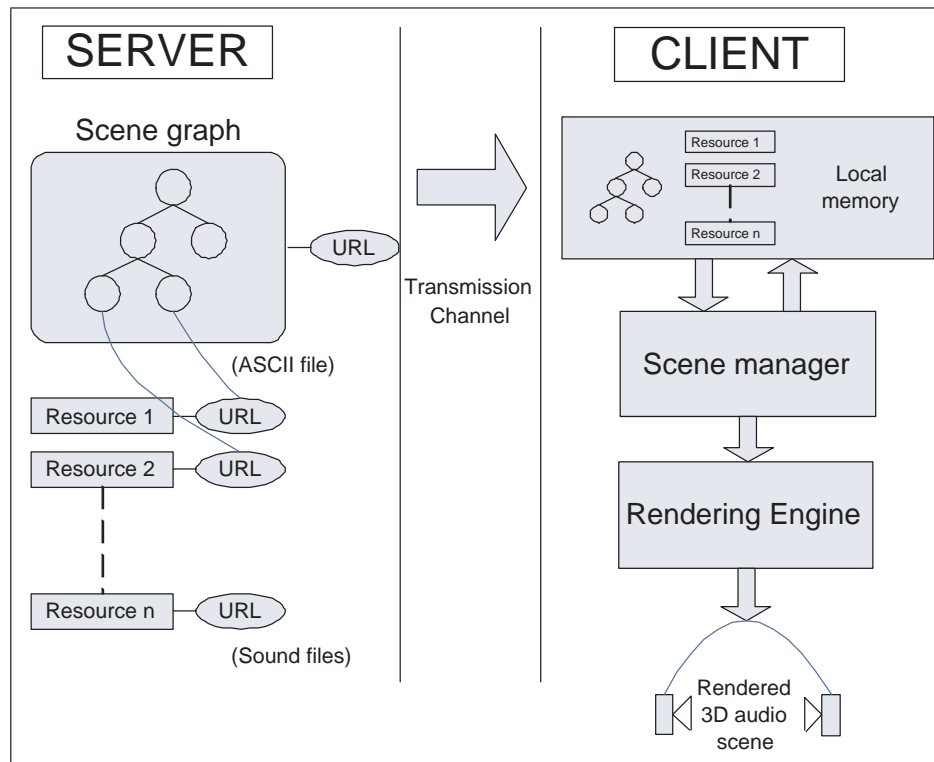 SERVER
Scene graph
URL
(ASCII file)
Resource 1
URL
Resource 2
URL
Resource n
URL
(Sound files)
Transmission
Channel
CLIENT
Resource 1
Resource 2
Resource n
Local
memory
Scene manager
Rendering Engine
Rendered
3D audio
scene